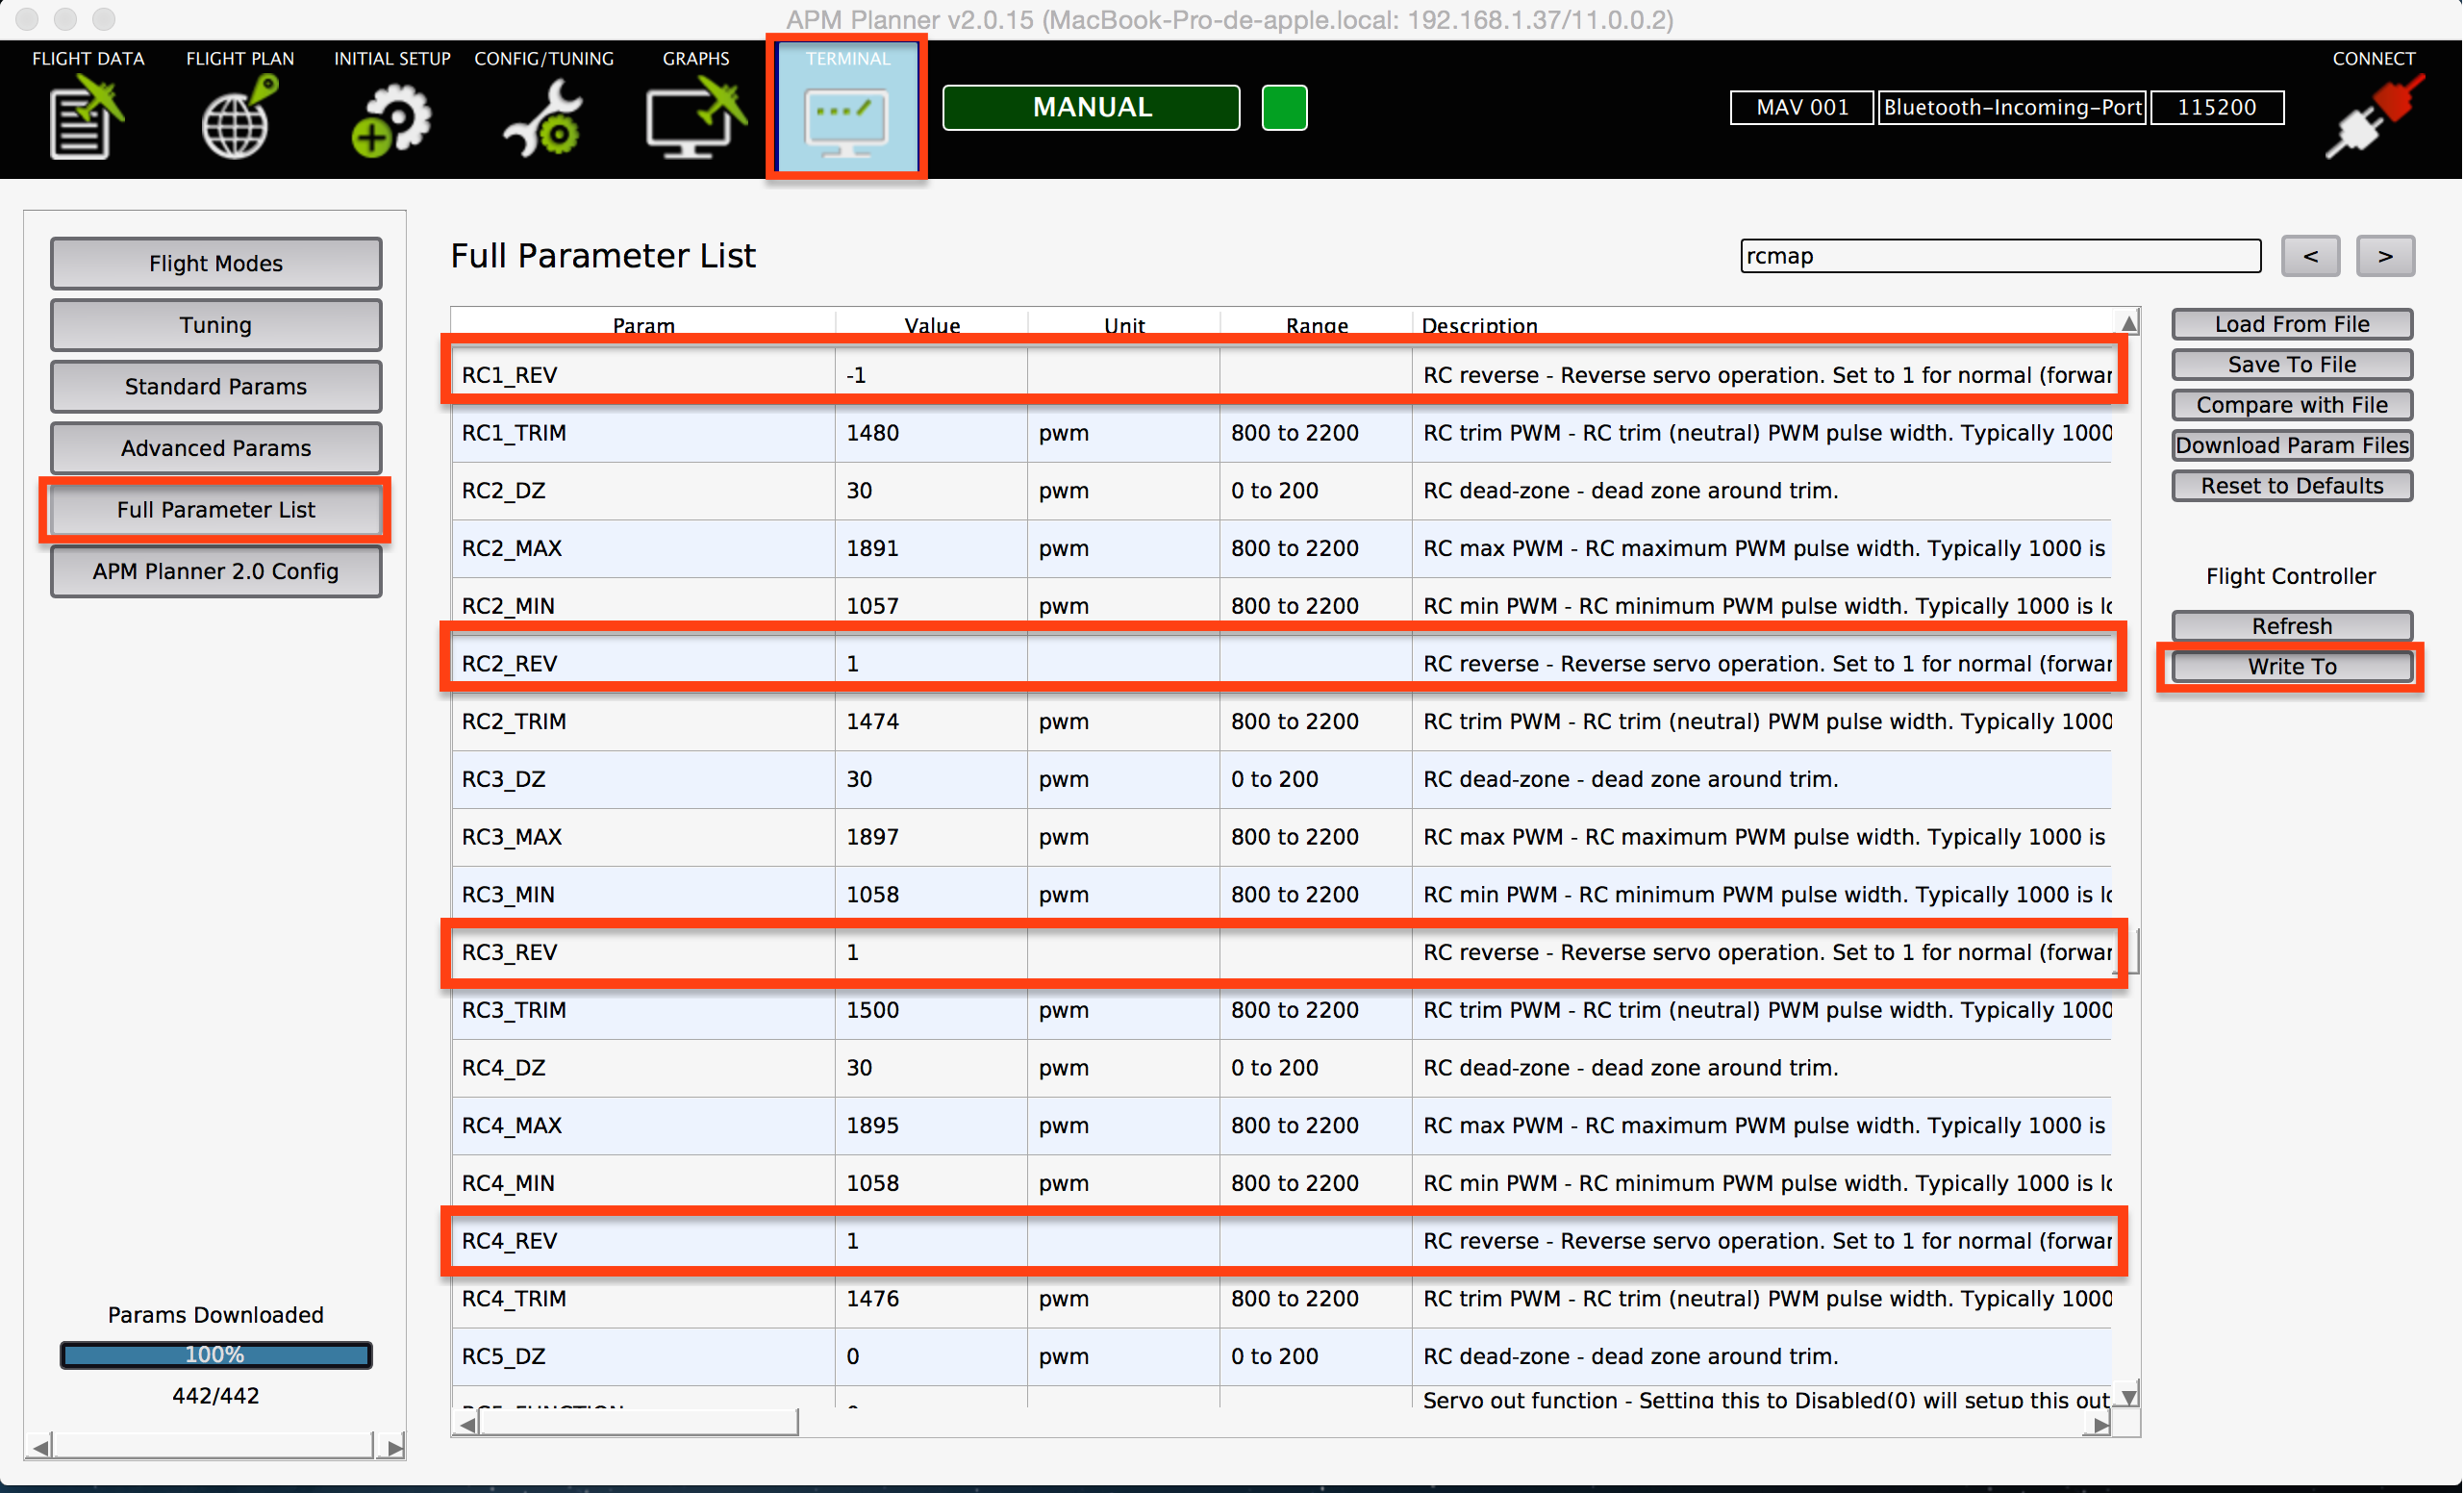 APM Planner v2.0.15 (MacBook-Pro-de-apple.local: 192.168.1.37/11.0.0.2)
FLIGHT DATA FLIGHT PLAN INITIAL SETUP CONFIG/TUNING GRAPHS TERMINAL CONNECT
MANUAL MAV 001 Bluetooth-Incoming-Port 115200
Flight Modes
Tuning
Standard Params
Advanced Params
Full Parameter List
APM Planner 2.0 Config
Params Downloaded
100%
442/442
Full Parameter List rcmap < >
Param Value Unit Range Description
RC1_REV -1 RC reverse - Reverse servo operation. Set to 1 for normal (forwar
RC1_TRIM 1480 pwm 800 to 2200 RC trim PWM - RC trim (neutral) PWM pulse width. Typically 1000
RC2_DZ 30 pwm 0 to 200 RC dead-zone - dead zone around trim.
RC2_MAX 1891 pwm 800 to 2200 RC max PWM - RC maximum PWM pulse width. Typically 1000 is
RC2_MIN 1057 pwm 800 to 2200 RC min PWM - RC minimum PWM pulse width. Typically 1000 is lo
RC2_REV 1 RC reverse - Reverse servo operation. Set to 1 for normal (forwar
RC2_TRIM 1474 pwm 800 to 2200 RC trim PWM - RC trim (neutral) PWM pulse width. Typically 1000
RC3_DZ 30 pwm 0 to 200 RC dead-zone - dead zone around trim.
RC3_MAX 1897 pwm 800 to 2200 RC max PWM - RC maximum PWM pulse width. Typically 1000 is
RC3_MIN 1058 pwm 800 to 2200 RC min PWM - RC minimum PWM pulse width. Typically 1000 is lo
RC3_REV 1 RC reverse - Reverse servo operation. Set to 1 for normal (forwar
RC3_TRIM 1500 pwm 800 to 2200 RC trim PWM - RC trim (neutral) PWM pulse width. Typically 1000
RC4_DZ 30 pwm 0 to 200 RC dead-zone - dead zone around trim.
RC4_MAX 1895 pwm 800 to 2200 RC max PWM - RC maximum PWM pulse width. Typically 1000 is
RC4_MIN 1058 pwm 800 to 2200 RC min PWM - RC minimum PWM pulse width. Typically 1000 is lo
RC4_REV 1 RC reverse - Reverse servo operation. Set to 1 for normal (forwar
RC4_TRIM 1476 pwm 800 to 2200 RC trim PWM - RC trim (neutral) PWM pulse width. Typically 1000
RC5_DZ 0 pwm 0 to 200 RC dead-zone - dead zone around trim.
Servo out function - Setting this to Disabled(0) will setup this out
Load From File
Save To File
Compare with File
Download Param Files
Reset to Defaults
Flight Controller
Refresh
Write To